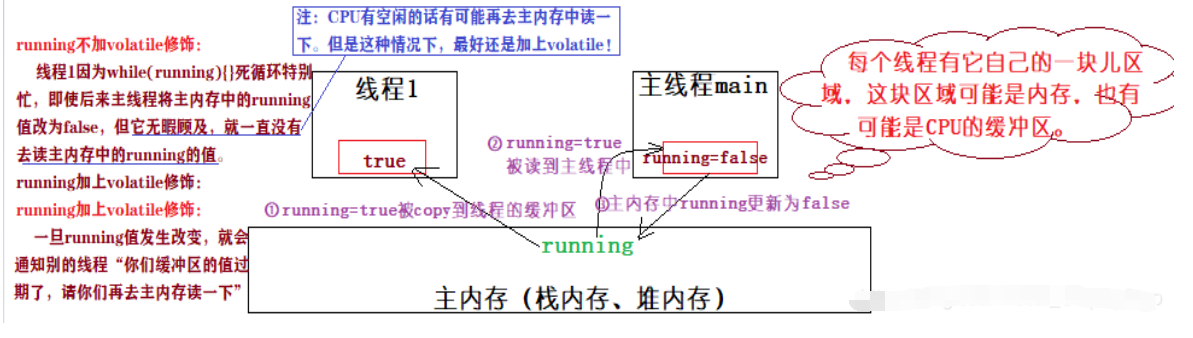 注：CPU有空闲的话有可能再去主内存中读一
下。但是这种情况下，最好还是加上volatile！
running不加volatile修饰：
线程1因为while(running){}死循环特别
忙，即使后来主线程将主内存中的running
值改为false，但它无暇顾及，就一直没有
去读主内存中的running的值。
running加上volatile修饰：
running加上volatile修饰：
一旦running值发生改变，就会
通知别的线程“你们缓冲区的值过
期了，请你们再去主内存读一下”
线程1
true
主线程main
running=false
②running=true
被读到主线程中
①running=true被copy到线程的缓冲区
③主内存中running更新为false
running
主内存（栈内存、堆内存）
每个线程有它自己的一块儿区
域，这块区域可能是内存，也有
可能是CPU的缓冲区。